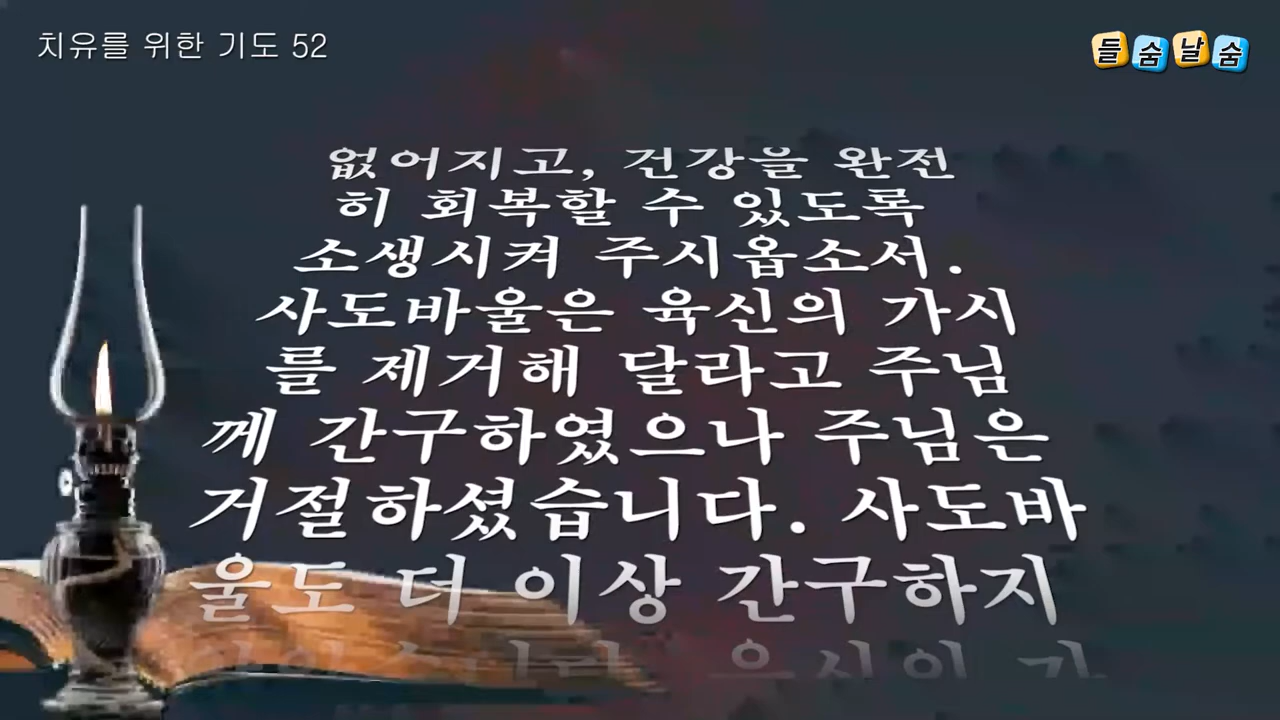 치유를 위한 기도 52
들숨날숨
없어지고, 건강을 완전
히 회복할 수 있도록
소생시켜 주시옵소서.
사도바울은 육신의 가시
를 제거해 달라고 주님
께 간구하였으나 주님은
거절하셨습니다. 사도바
울도 더 이상 간구하지